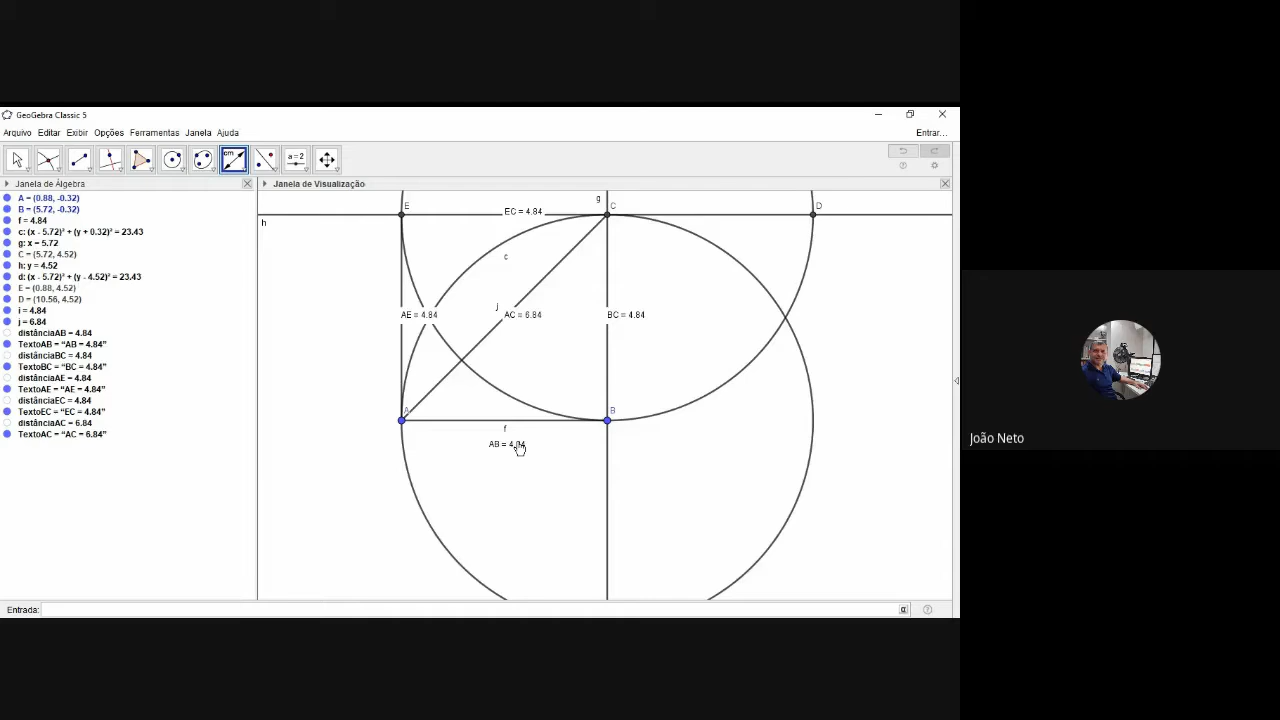 GeoGebra Classic 5
Arquivo Editar Exibir Opções Ferramentas Janela Ajuda
Entrar...
cm
a = 2
Janela de Álgebra
Janela de Visualização
A = (0.88, -0.32)
B = (5.72, -0.32)
f = 4.84
c: (x - 5.72)² + (y + 0.32)² = 23.43
g: x = 5.72
C = (5.72, 4.52)
h: y = 4.52
d: (x - 5.72)² + (y - 4.52)² = 23.43
E = (0.88, 4.52)
D = (10.56, 4.52)
i = 4.84
j = 6.84
distânciaAB = 4.84
TextoAB = “AB = 4.84”
distânciaBC = 4.84
TextoBC = “BC = 4.84”
distânciaAE = 4.84
TextoAE = “AE = 4.84”
distânciaEC = 4.84
TextoEC = “EC = 4.84”
distânciaAC = 6.84
TextoAC = “AC = 6.84”
g
E
EC = 4.84
C
D
h
c
j
AE = 4.84
AC = 6.84
BC = 4.84
A
B
f
AB = 4.84
Entrada:
α
João Neto